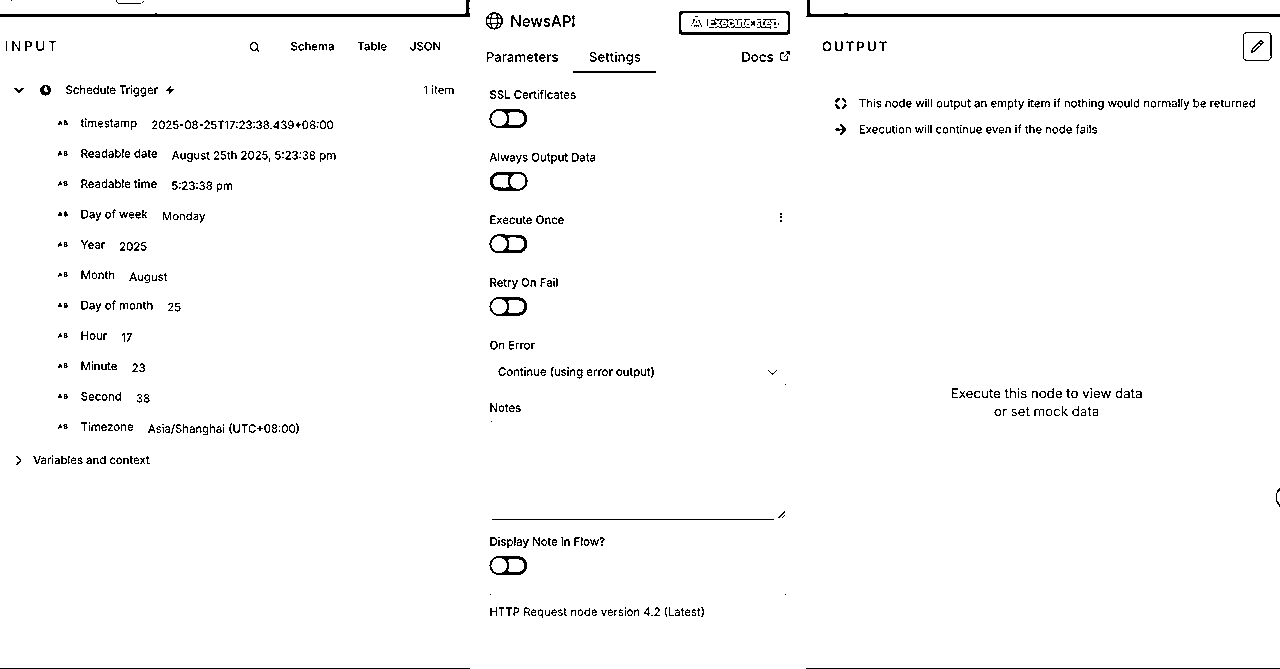 INPUT
Schema Table JSON
Schedule Trigger 1 item
AB timestamp 2025-08-25T17:23:38.439+08:00
AB Readable date August 25th 2025, 5:23:38 pm
AB Readable time 5:23:38 pm
AB Day of week Monday
AB Year 2025
AB Month August
AB Day of month 25
AB Hour 17
AB Minute 23
AB Second 38
AB Timezone Asia/Shanghai (UTC+08:00)
Variables and context
NewsAPI
Execute step
Parameters Settings Docs
SSL Certificates
Always Output Data
Execute Once
Retry On Fail
On Error
Continue (using error output)
Notes
Display Note in Flow?
HTTP Request node version 4.2 (Latest)
OUTPUT
This node will output an empty item if nothing would normally be returned
Execution will continue even if the node fails
Execute this node to view data
or set mock data